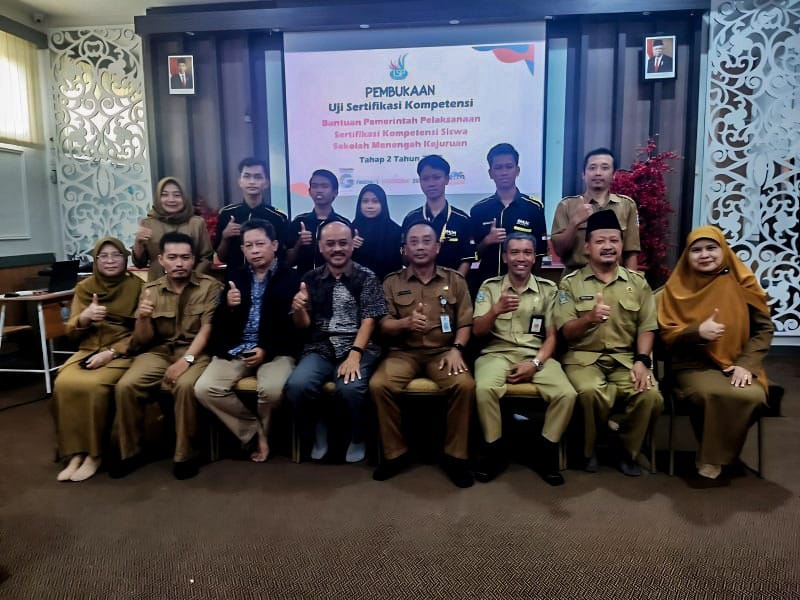 LSP
PEMBUKAAN
Uji Sertifikasi Kompetensi
Bantuan Pemerintah Pelaksanaan
Sertifikasi Kompetensi Siswa
Sekolah Menengah Kejuruan
Tahap 2 Tahun